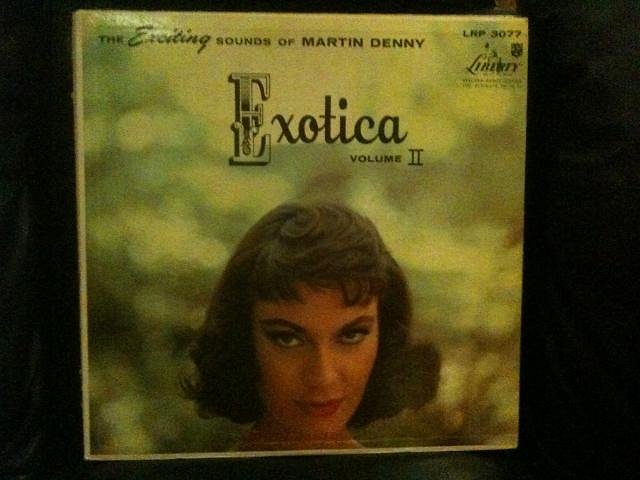 THE Exciting SOUNDS OF MARTIN DENNY
LRP 3077
LIBERTY
Exotica
VOLUME II